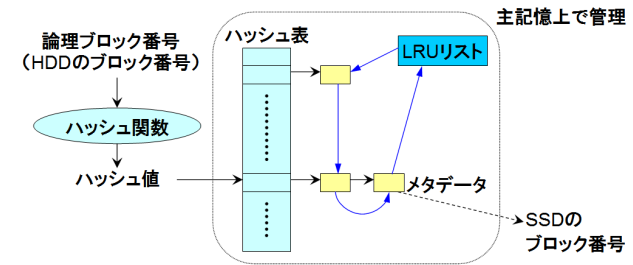 主記憶上で管理
論理ブロック番号
(HDDのブロック番号)
ハッシュ表
LRUリスト
ハッシュ関数
ハッシュ値
メタデータ
SSDの
ブロック番号